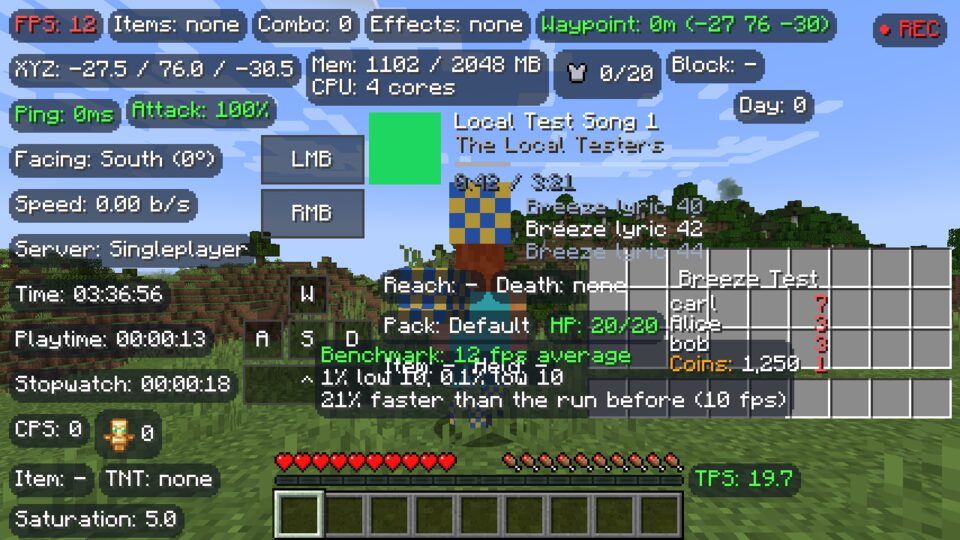 FPS: 12
Items: none
Combo: 0
Effects: none
Waypoint: 0m (-27 76 -30)
● REC
XYZ: -27.5 / 76.0 / -30.5
Mem: 1102 / 2048 MB
CPU: 4 cores
0/20
Block: -
Day: 0
Ping: 0ms
Attack: 100%
Local Test Song 1
The Local Testers
0:42 / 3:21
Breeze lyric 40
Breeze lyric 42
Breeze lyric 44
Facing: South (0°)
LMB
RMB
Speed: 0.00 b/s
Server: Singleplayer
Time: 03:36:56
W
A
S
D
^
Reach: -
Death: none
Breeze Test
carl 7
Alice 3
bob 3
Coins: 1,250 1
Pack: Default
HP: 20/20
Playtime: 00:00:13
Benchmark: 12 fps average
Item: - Held: -
1% low 10, 0.1% low 10
21% faster than the run before (10 fps)
Stopwatch: 00:00:18
CPS: 0
0
Item: -
TNT: none
TPS: 19.7
Saturation: 5.0